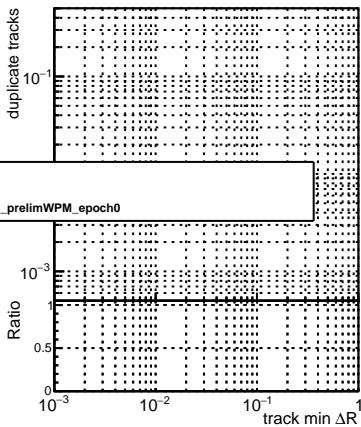 duplicate tracks
10⁻¹
_prelimWPM_epoch0
10⁻³
Ratio
1
0.5
0
10⁻³ 10⁻² 10⁻¹ 1
track min ΔR